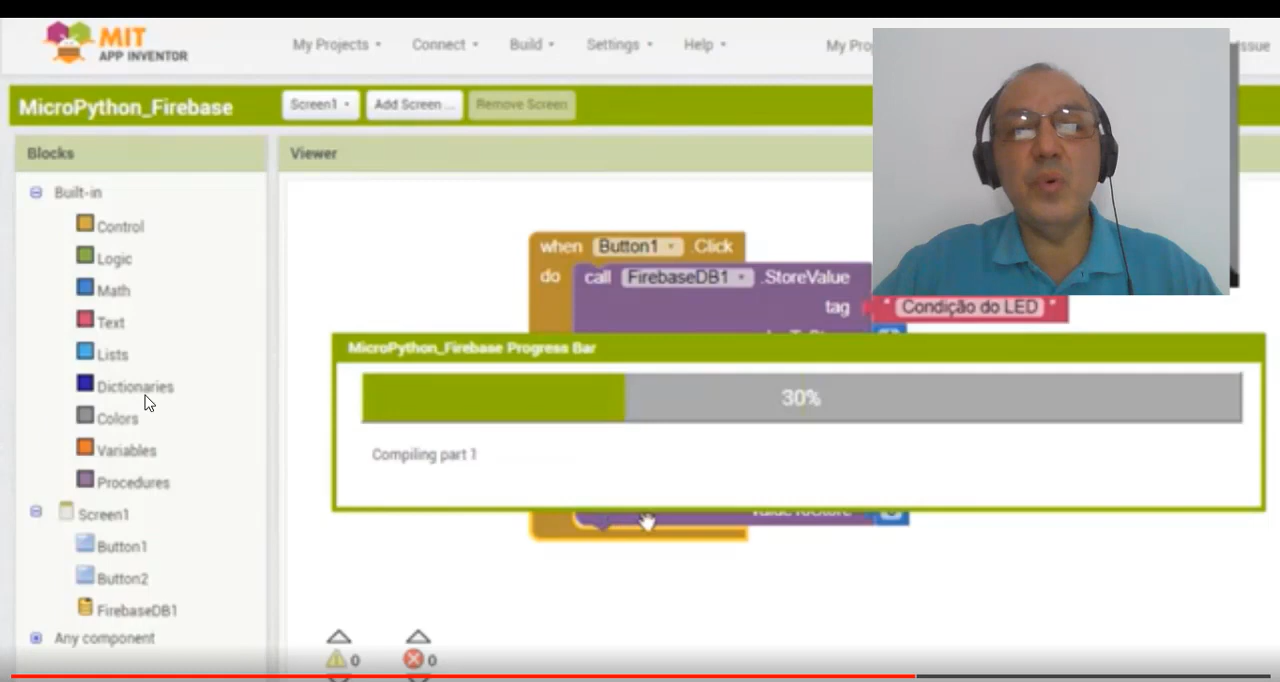 MIT
APP INVENTOR
My Projects
Connect
Build
Settings
Help
My Pro
ssue
MicroPython_Firebase
Screen1
Add Screen ...
Remove Screen
Blocks
Viewer
Built-in
Control
Logic
Math
Text
Lists
Dictionaries
Colors
Variables
Procedures
Screen1
Button1
Button2
FirebaseDB1
Any component
when Button1 .Click
do call FirebaseDB1 .StoreValue
tag " Condição do LED "
MicroPython_Firebase Progress Bar
30%
Compiling part 1
valueToStore
0
0